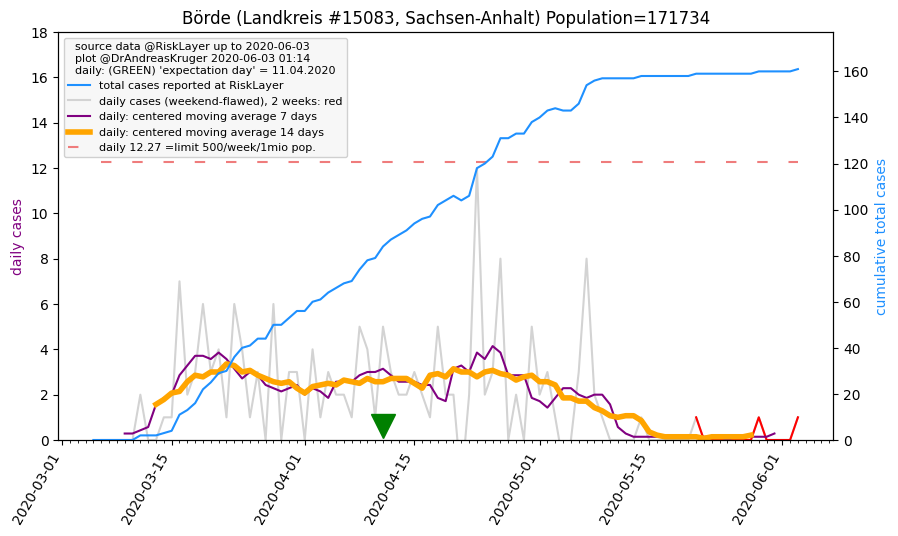 Börde (Landkreis #15083, Sachsen-Anhalt) Population=171734
source data @RiskLayer up to 2020-06-03
plot @DrAndreasKruger 2020-06-03 01:14
daily: (GREEN) 'expectation day' = 11.04.2020
total cases reported at RiskLayer
daily cases (weekend-flawed), 2 weeks: red
daily: centered moving average 7 days
daily: centered moving average 14 days
daily 12.27 =limit 500/week/1mio pop.
daily cases
18
16
14
12
10
8
6
4
2
0
cumulative total cases
160
140
120
100
80
60
40
20
0
2020-03-01
2020-03-15
2020-04-01
2020-04-15
2020-05-01
2020-05-15
2020-06-01